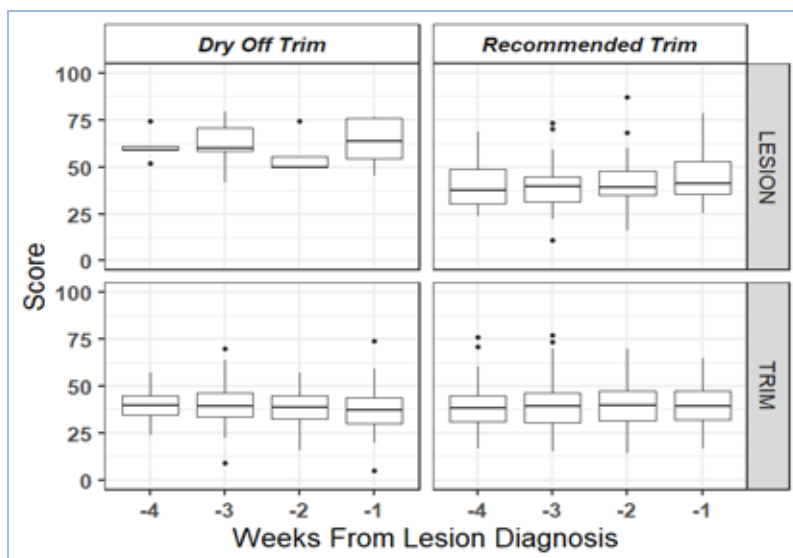 Dry Off Trim
Recommended Trim
100
75
50
25
0
LESION
100
75
50
25
0
TRIM
Score
-4 -3 -2 -1
-4 -3 -2 -1
Weeks From Lesion Diagnosis